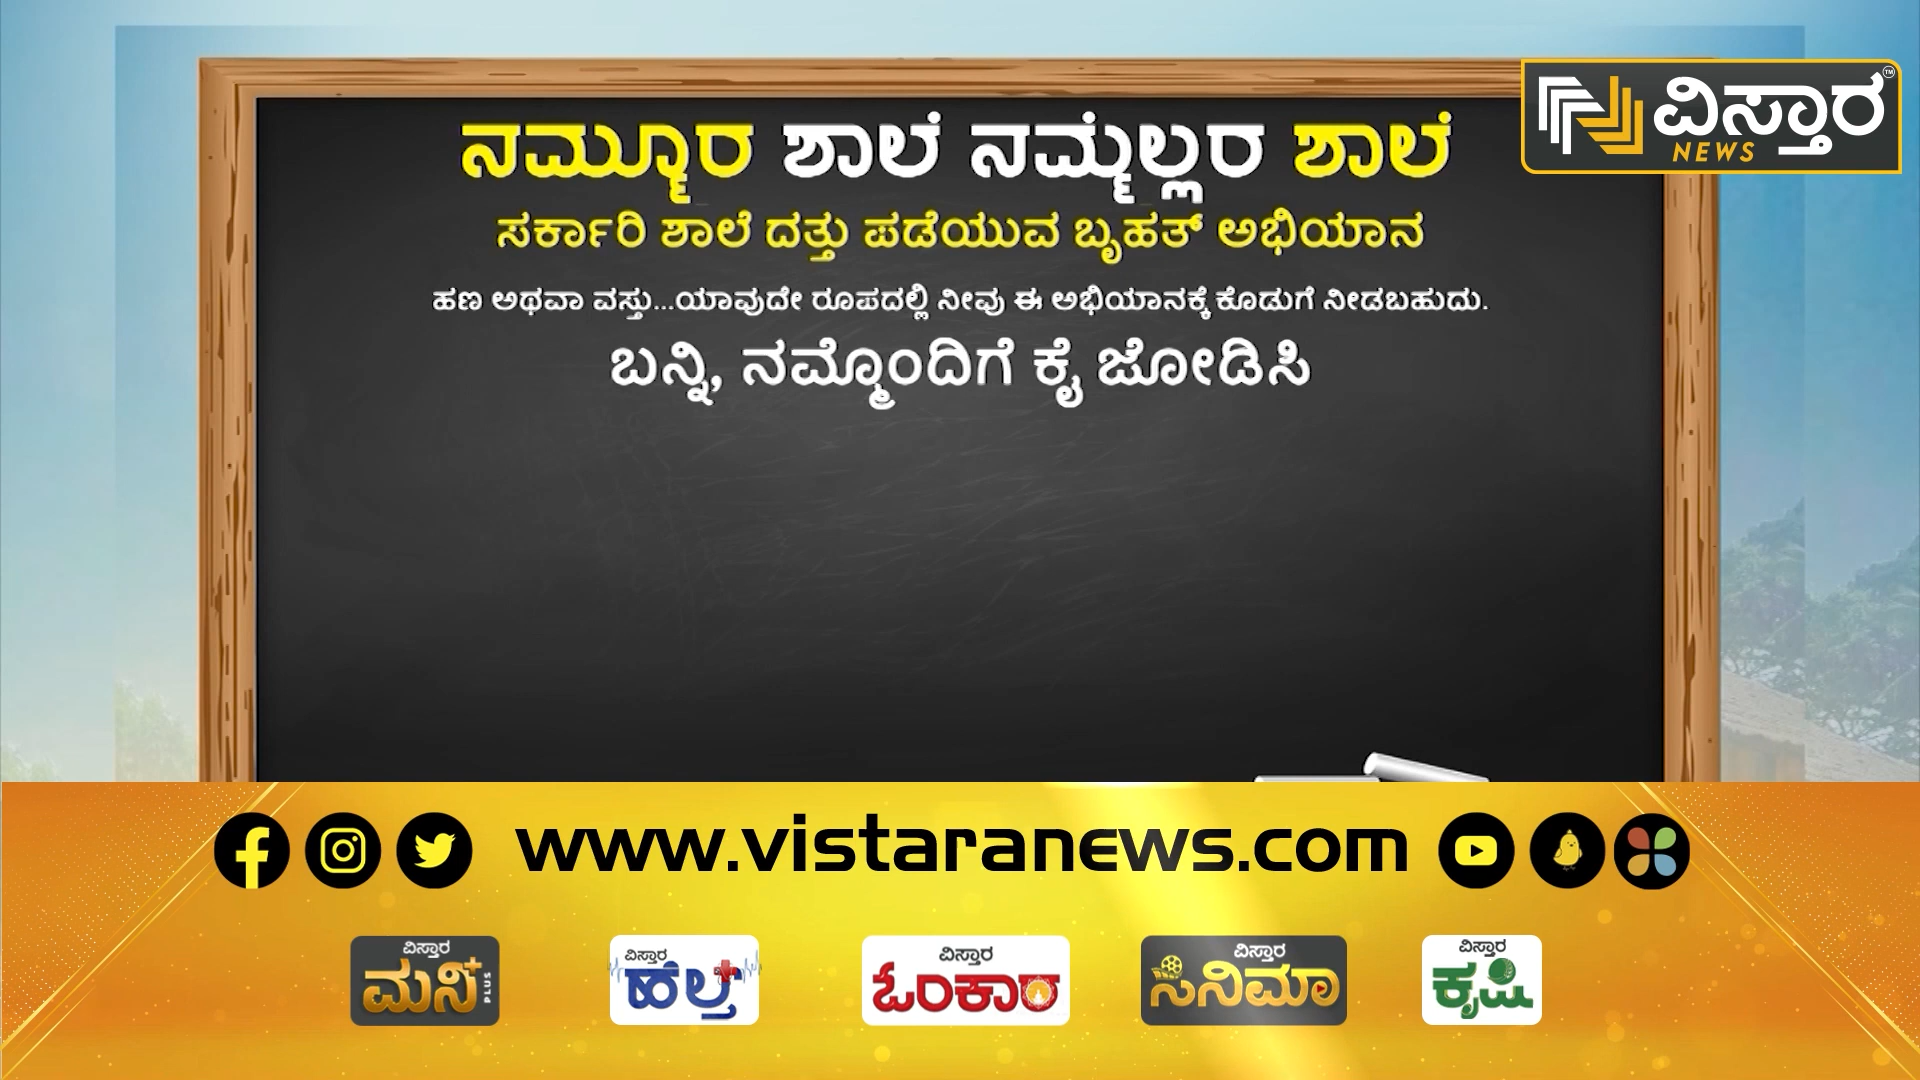 ವಿಸ್ತಾರ
NEWS
TM
ನಮ್ಮೂರ ಶಾಲೆ ನಮ್ಮೆಲ್ಲರ ಶಾಲೆ
ಸರ್ಕಾರಿ ಶಾಲೆ ದತ್ತು ಪಡೆಯುವ ಬೃಹತ್ ಅಭಿಯಾನ
ಹಣ ಅಥವಾ ವಸ್ತು...ಯಾವುದೇ ರೂಪದಲ್ಲಿ ನೀವು ಈ ಅಭಿಯಾನಕ್ಕೆ ಕೊಡುಗೆ ನೀಡಬಹುದು.
ಬನ್ನಿ, ನಮ್ಮೊಂದಿಗೆ ಕೈ ಜೋಡಿಸಿ
www.vistaranews.com
ವಿಸ್ತಾರ
ಮನಿ+ PLUS
ವಿಸ್ತಾರ
ಹೆಲ್ತ್
ವಿಸ್ತಾರ
ಓಂಕಾರ
ವಿಸ್ತಾರ
ಸಿನಿಮಾ
ವಿಸ್ತಾರ
ಕೃಷಿ